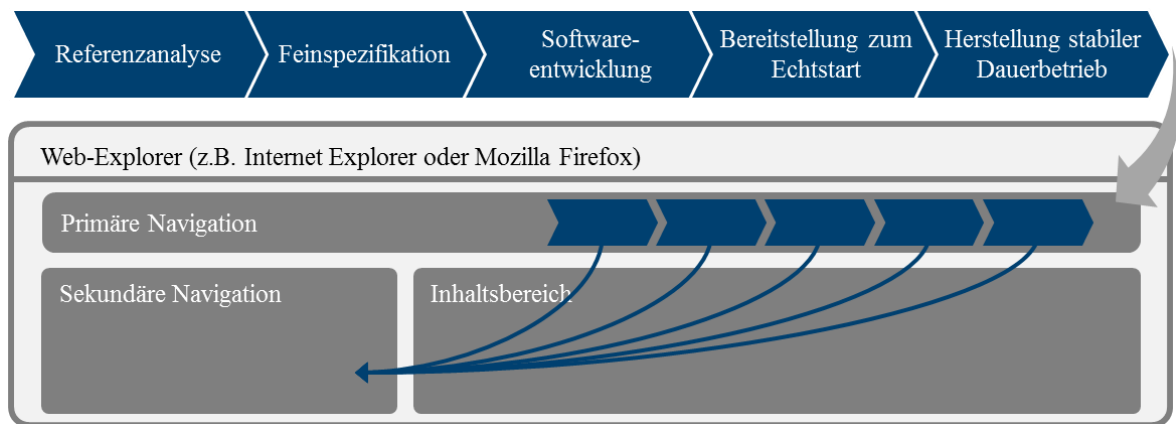 Referenzanalyse
Feinspezifikation
Software-
entwicklung
Bereitstellung zum
Echtstart
Herstellung stabiler
Dauerbetrieb
Web-Explorer (z.B. Internet Explorer oder Mozilla Firefox)
Primäre Navigation
Sekundäre Navigation
Inhaltsbereich